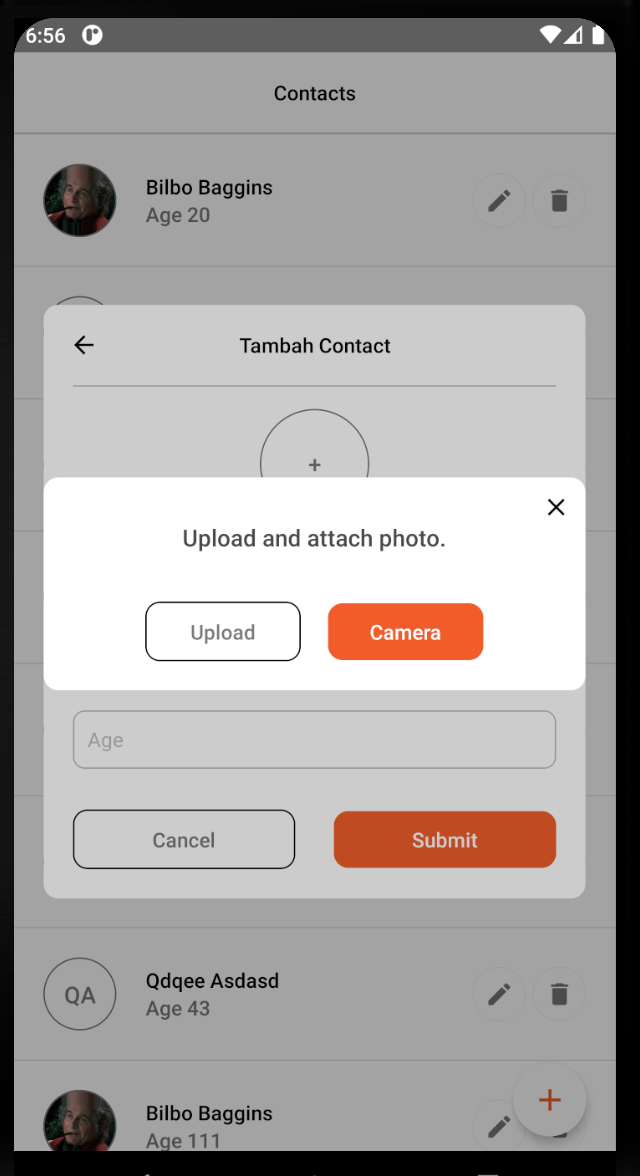 6:56
Contacts
Bilbo Baggins
Age 20
Tambah Contact
+
Upload and attach photo.
Upload
Camera
Age
Cancel
Submit
QA
Qdqee Asdasd
Age 43
Bilbo Baggins
Age 111
+